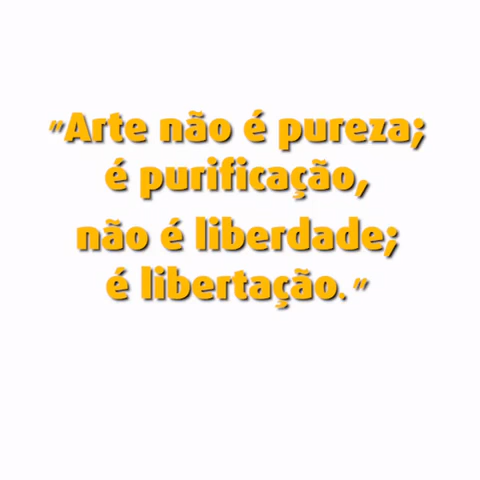 "Arte não é pureza;
é purificação,
não é liberdade;
é libertação."